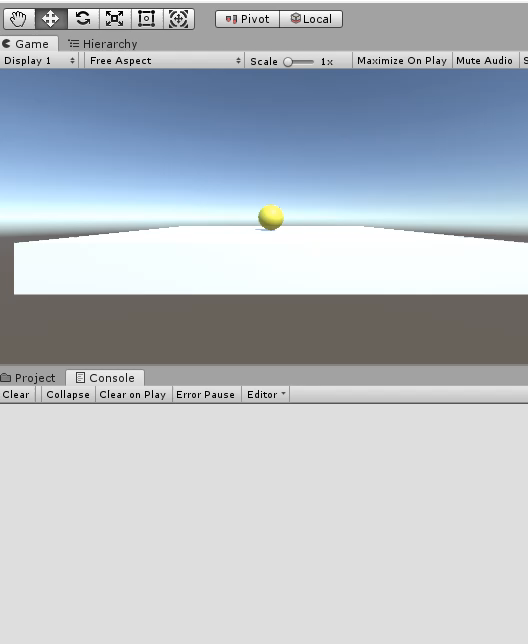 Pivot Local
Game Hierarchy
Display 1 Free Aspect Scale 1x Maximize On Play Mute Audio S
Project Console
Clear Collapse Clear on Play Error Pause Editor